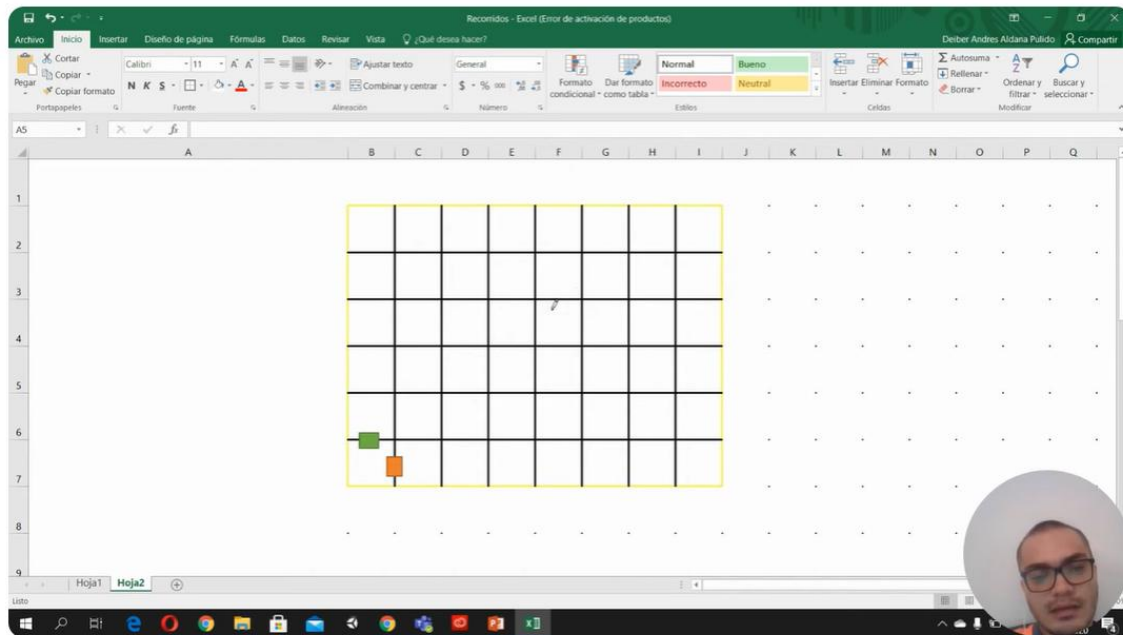 Recorridos - Excel (Error de activación de productos)
Archivo Inicio Insertar Diseño de página Fórmulas Datos Revisar Vista ¿Qué desea hacer? Deiber Andres Aldana Pulido Compartir
Pegar
Cortar
Copiar
Copiar formato
Portapapeles
Calibri 11
N K S
Fuente
Ajustar texto
Combinar y centrar
Alineación
General
$ % 000
Número
Formato condicional
Dar formato como tabla
Normal Bueno
Incorrecto Neutral
Estilos
Insertar Eliminar Formato
Celdas
Autosuma
Rellenar
Borrar
Ordenar y filtrar
Buscar y seleccionar
Modificar
A5 fx
A B C D E F G H I J K L M N O P Q
1
2
3
4
5
6
7
8
9
Hoja1 Hoja2
Listo